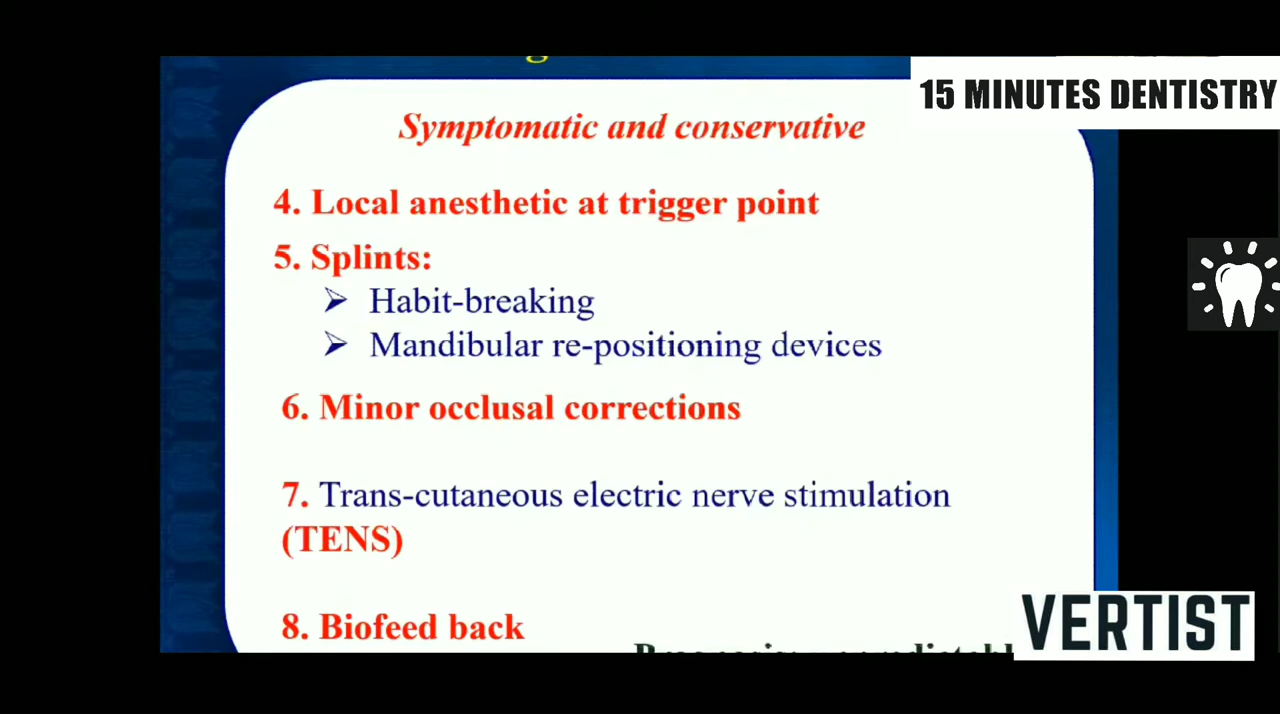 15 MINUTES DENTISTRY
Symptomatic and conservative
4. Local anesthetic at trigger point
5. Splints:
➢ Habit-breaking
➢ Mandibular re-positioning devices
6. Minor occlusal corrections
7. Trans-cutaneous electric nerve stimulation
(TENS)
8. Biofeed back
VERTIST